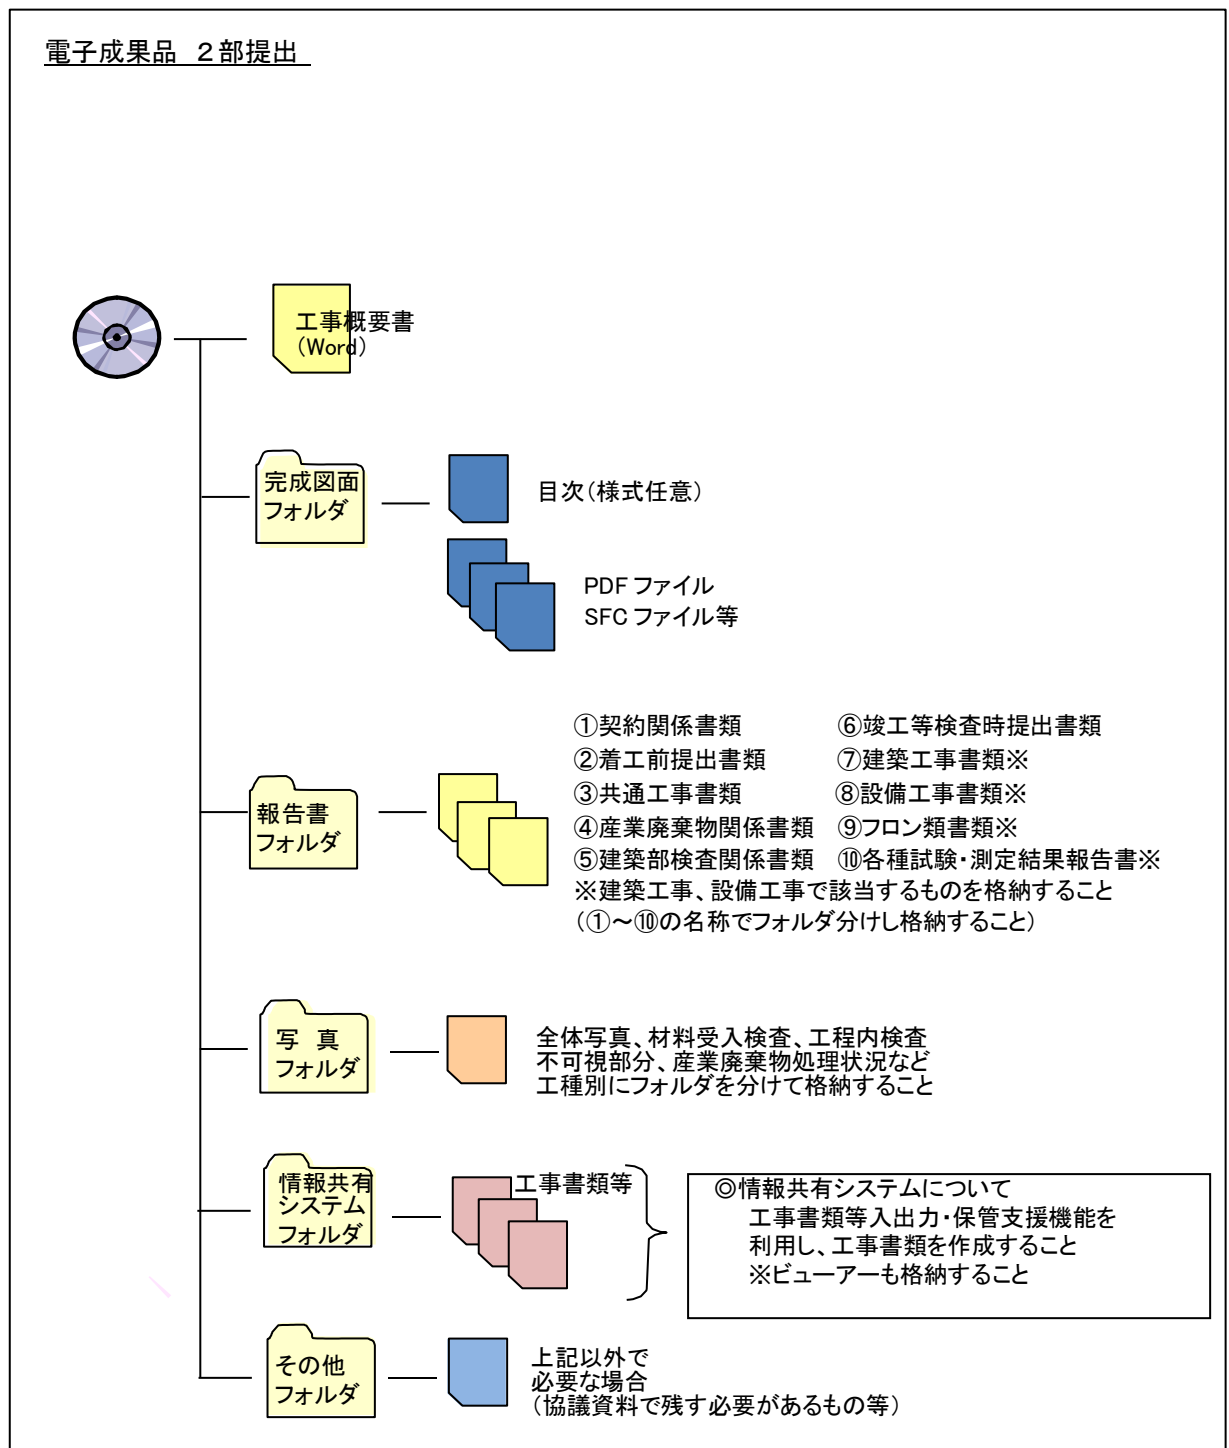 電子成果品　２部提出
工事概要書
（Word）
完成図面
フォルダ
目次（様式任意）
PDF ファイル
SFC ファイル等
報告書
フォルダ
①契約関係書類　⑥竣工等検査時提出書類
②着工前提出書類　⑦建築工事書類※
③共通工事書類　⑧設備工事書類※
④産業廃棄物関係書類　⑨フロン類書類※
⑤建築部検査関係書類　⑩各種試験・測定結果報告書※
※建築工事、設備工事で該当するものを格納すること
（①～⑩の名称でフォルダ分けし格納すること）
写　真
フォルダ
全体写真、材料受入検査、工程内検査
不可視部分、産業廃棄物処理状況など
工種別にフォルダを分けて格納すること
情報共有
システム
フォルダ
工事書類等
◎情報共有システムについて
工事書類等入出力・保管支援機能を
利用し、工事書類を作成すること
※ビューアーも格納すること
その他
フォルダ
上記以外で
必要な場合
（協議資料で残す必要があるもの等）